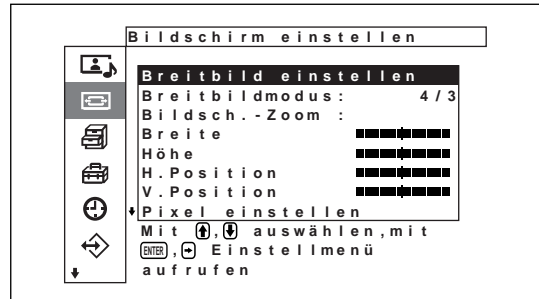 Bildschirm einstellen
Breitbild einstellen
Breitbildmodus: 4/3
Bildsch.-Zoom :
Breite
Höhe
H.Position
V.Position
Pixel einstellen
Mit ,  auswählen,mit
ENTER ,  Einstellmenü
aufrufen